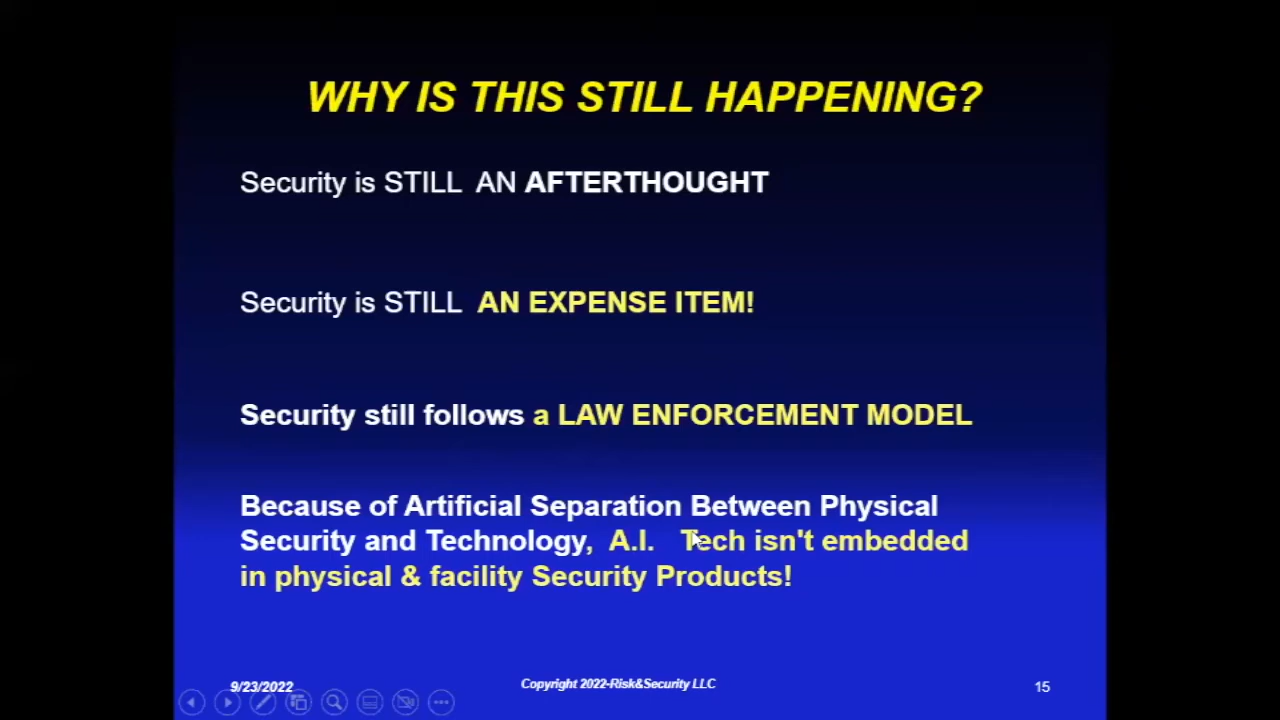 WHY IS THIS STILL HAPPENING?
Security is STILL AN AFTERTHOUGHT
Security is STILL AN EXPENSE ITEM!
Security still follows a LAW ENFORCEMENT MODEL
Because of Artificial Separation Between Physical
Security and Technology, A.I. Tech isn't embedded
in physical & facility Security Products!
9/23/2022
Copyright 2022-Risk&Security LLC
15